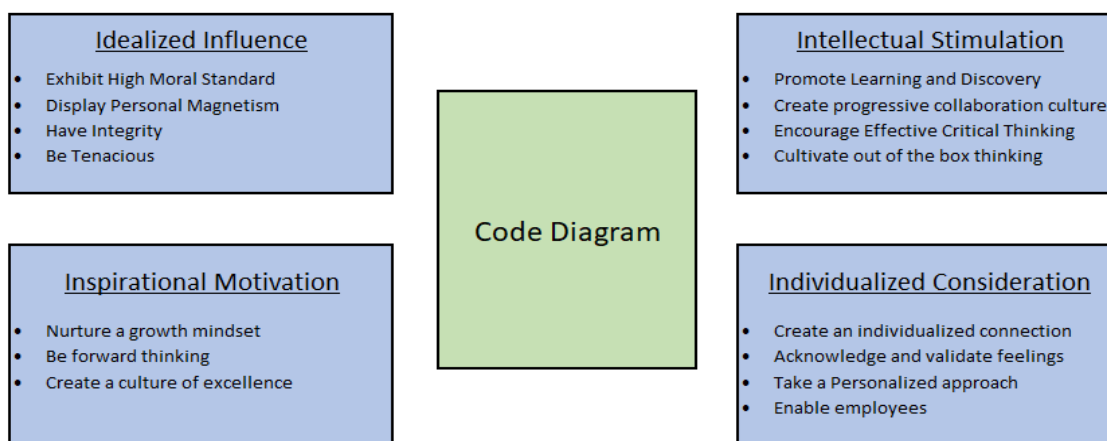 Idealized Influence
• Exhibit High Moral Standard
• Display Personal Magnetism
• Have Integrity
• Be Tenacious
Inspirational Motivation
• Nurture a growth mindset
• Be forward thinking
• Create a culture of excellence
Code Diagram
Intellectual Stimulation
• Promote Learning and Discovery
• Create progressive collaboration culture
• Encourage Effective Critical Thinking
• Cultivate out of the box thinking
Individualized Consideration
• Create an individualized connection
• Acknowledge and validate feelings
• Take a Personalized approach
• Enable employees